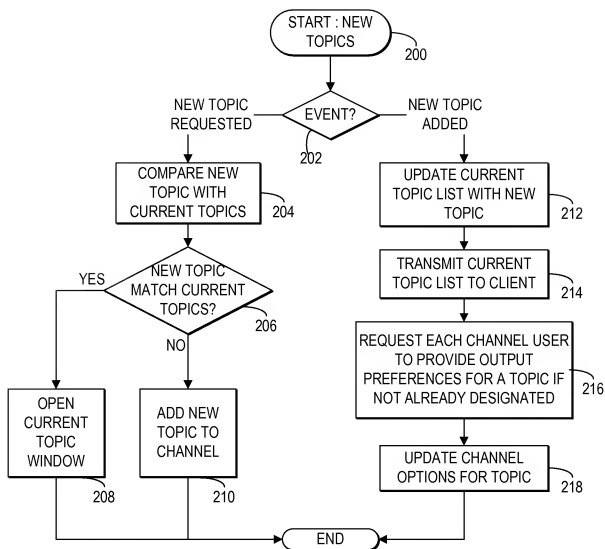 START : NEW
TOPICS
200
EVENT?
202
NEW TOPIC
REQUESTED
NEW TOPIC
ADDED
COMPARE NEW
TOPIC WITH
CURRENT TOPICS
204
NEW TOPIC
MATCH CURRENT
TOPICS?
206
YES
NO
OPEN
CURRENT
TOPIC
WINDOW
208
ADD NEW
TOPIC TO
CHANNEL
210
UPDATE CURRENT
TOPIC LIST WITH NEW
TOPIC
212
TRANSMIT CURRENT
TOPIC LIST TO CLIENT
214
REQUEST EACH CHANNEL USER
TO PROVIDE OUTPUT
PREFERENCES FOR A TOPIC IF
NOT ALREADY DESIGNATED
216
UPDATE CHANNEL
OPTIONS FOR TOPIC
218
END